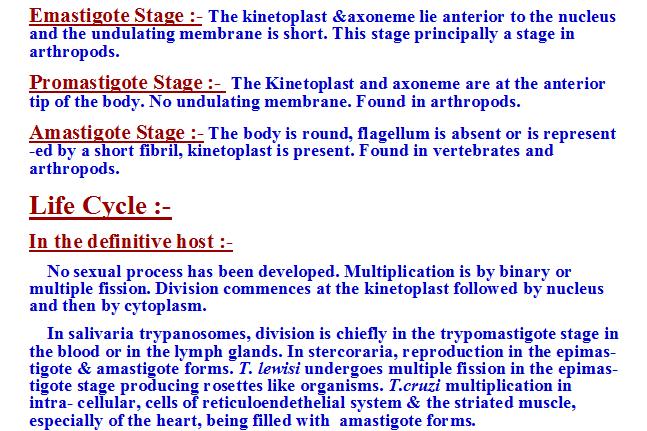 Emastigote Stage :- The kinetoplast &axoneme lie anterior to the nucleus
and the undulating membrane is short. This stage principally a stage in
arthropods.
Promastigote Stage :- The Kinetoplast and axoneme are at the anterior
tip of the body. No undulating membrane. Found in arthropods.
Amastigote Stage :- The body is round, flagellum is absent or is represent
-ed by a short fibril, kinetoplast is present. Found in vertebrates and
arthropods.
Life Cycle :-
In the definitive host :-
No sexual process has been developed. Multiplication is by binary or
multiple fission. Division commences at the kinetoplast followed by nucleus
and then by cytoplasm.
In salivaria trypanosomes, division is chiefly in the trypomastigote stage in
the blood or in the lymph glands. In stercoraria, reproduction in the epimas-
tigote & amastigote forms. T. lewisi undergoes multiple fission in the epimas-
tigote stage producing rosettes like organisms. T.cruzi multiplication in
intra- cellular, cells of reticuloendethelial system & the striated muscle,
especially of the heart, being filled with amastigote forms.